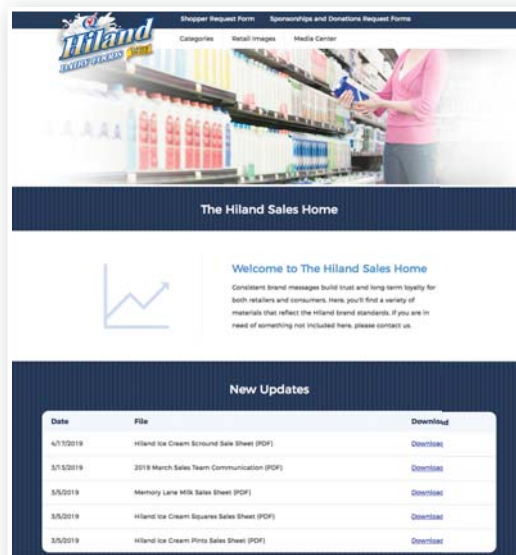 Shopper Request Form Sponsorships and Donations Request Forms
Hiland
DAIRY FOODS
Categories Retail Images Media Center
The Hiland Sales Home
Welcome to The Hiland Sales Home
Consistent brand messages build trust and long-term loyalty for
both retailers and consumers. Here, you'll find a variety of
materials that reflect the Hiland brand standards. If you are in
need of something not included here, please contact us.
New Updates
Date File Download
4/17/2019 Hiland Ice Cream Scround Sale Sheet (PDF) Download
3/15/2019 2019 March Sales Team Communication (PDF) Download
3/5/2019 Memory Lane Milk Sales Sheet (PDF) Download
3/5/2019 Hiland Ice Cream Squares Sales Sheet (PDF) Download
3/5/2019 Hiland Ice Cream Pints Sales Sheet (PDF) Download